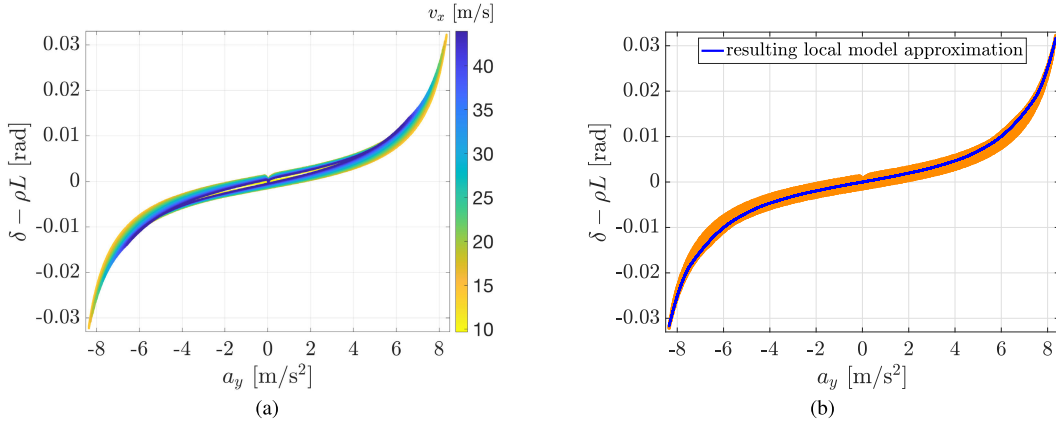 v_x [m/s]
0.03
0.02
0.01
0
-0.01
-0.02
-0.03
δ − ρL [rad]
-8 -6 -4 -2 0 2 4 6 8
a_y [m/s²]
40
35
30
25
20
15
10
(a)
resulting local model approximation
0.03
0.02
0.01
0
-0.01
-0.02
-0.03
δ − ρL [rad]
-8 -6 -4 -2 0 2 4 6 8
a_y [m/s²]
(b)